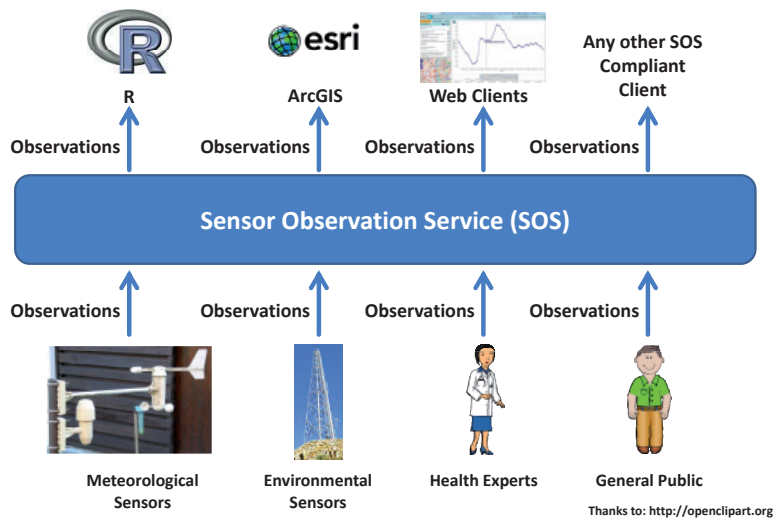 R
esri
Any other SOS
Compliant
Client
R
ArcGIS
Web Clients
Observations
Observations
Observations
Observations
Sensor Observation Service (SOS)
Observations
Observations
Observations
Observations
Meteorological
Sensors
Environmental
Sensors
Health Experts
General Public
Thanks to: http://openclipart.org